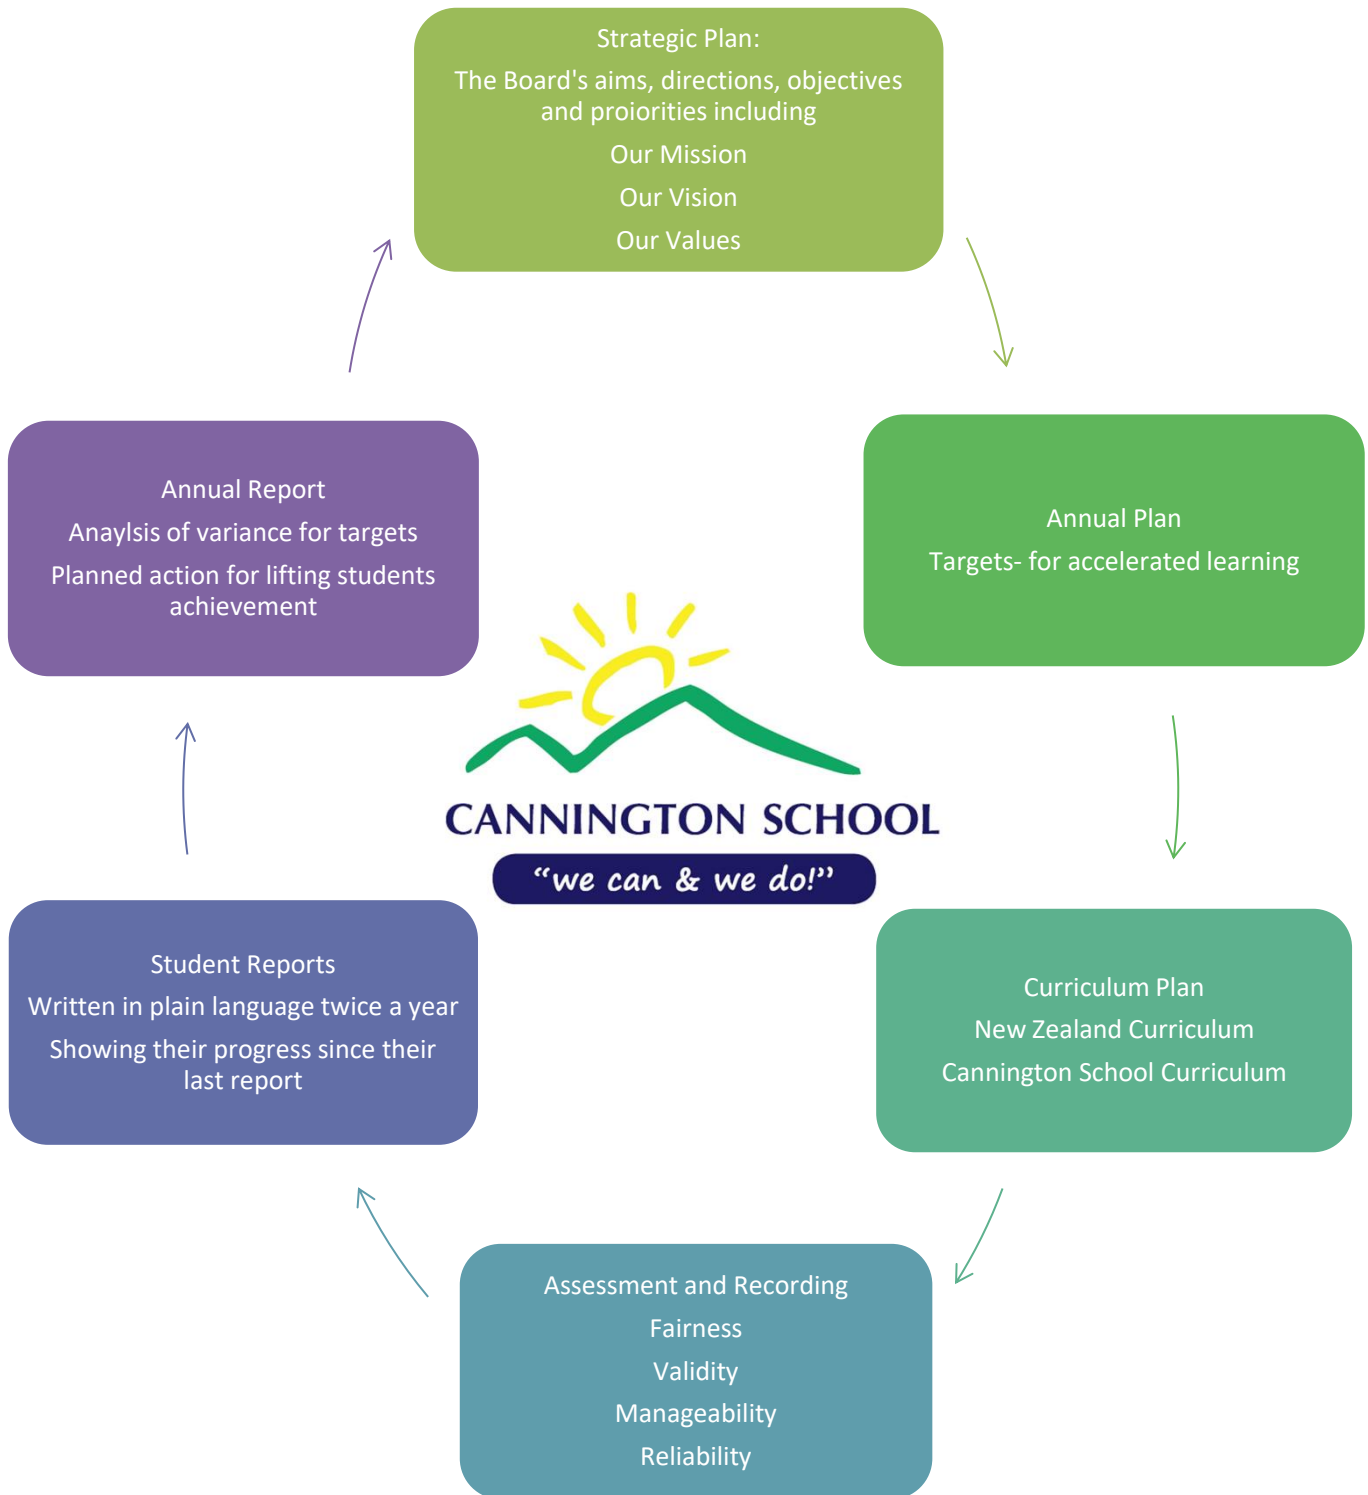 Strategic Plan:
The Board's aims, directions, objectives
and proiorities including
Our Mission
Our Vision
Our Values
Annual Plan
Targets- for accelerated learning
Curriculum Plan
New Zealand Curriculum
Cannington School Curriculum
Assessment and Recording
Fairness
Validity
Manageability
Reliability
Student Reports
Written in plain language twice a year
Showing their progress since their
last report
Annual Report
Anaylsis of variance for targets
Planned action for lifting students
achievement
CANNINGTON SCHOOL
“we can & we do!”